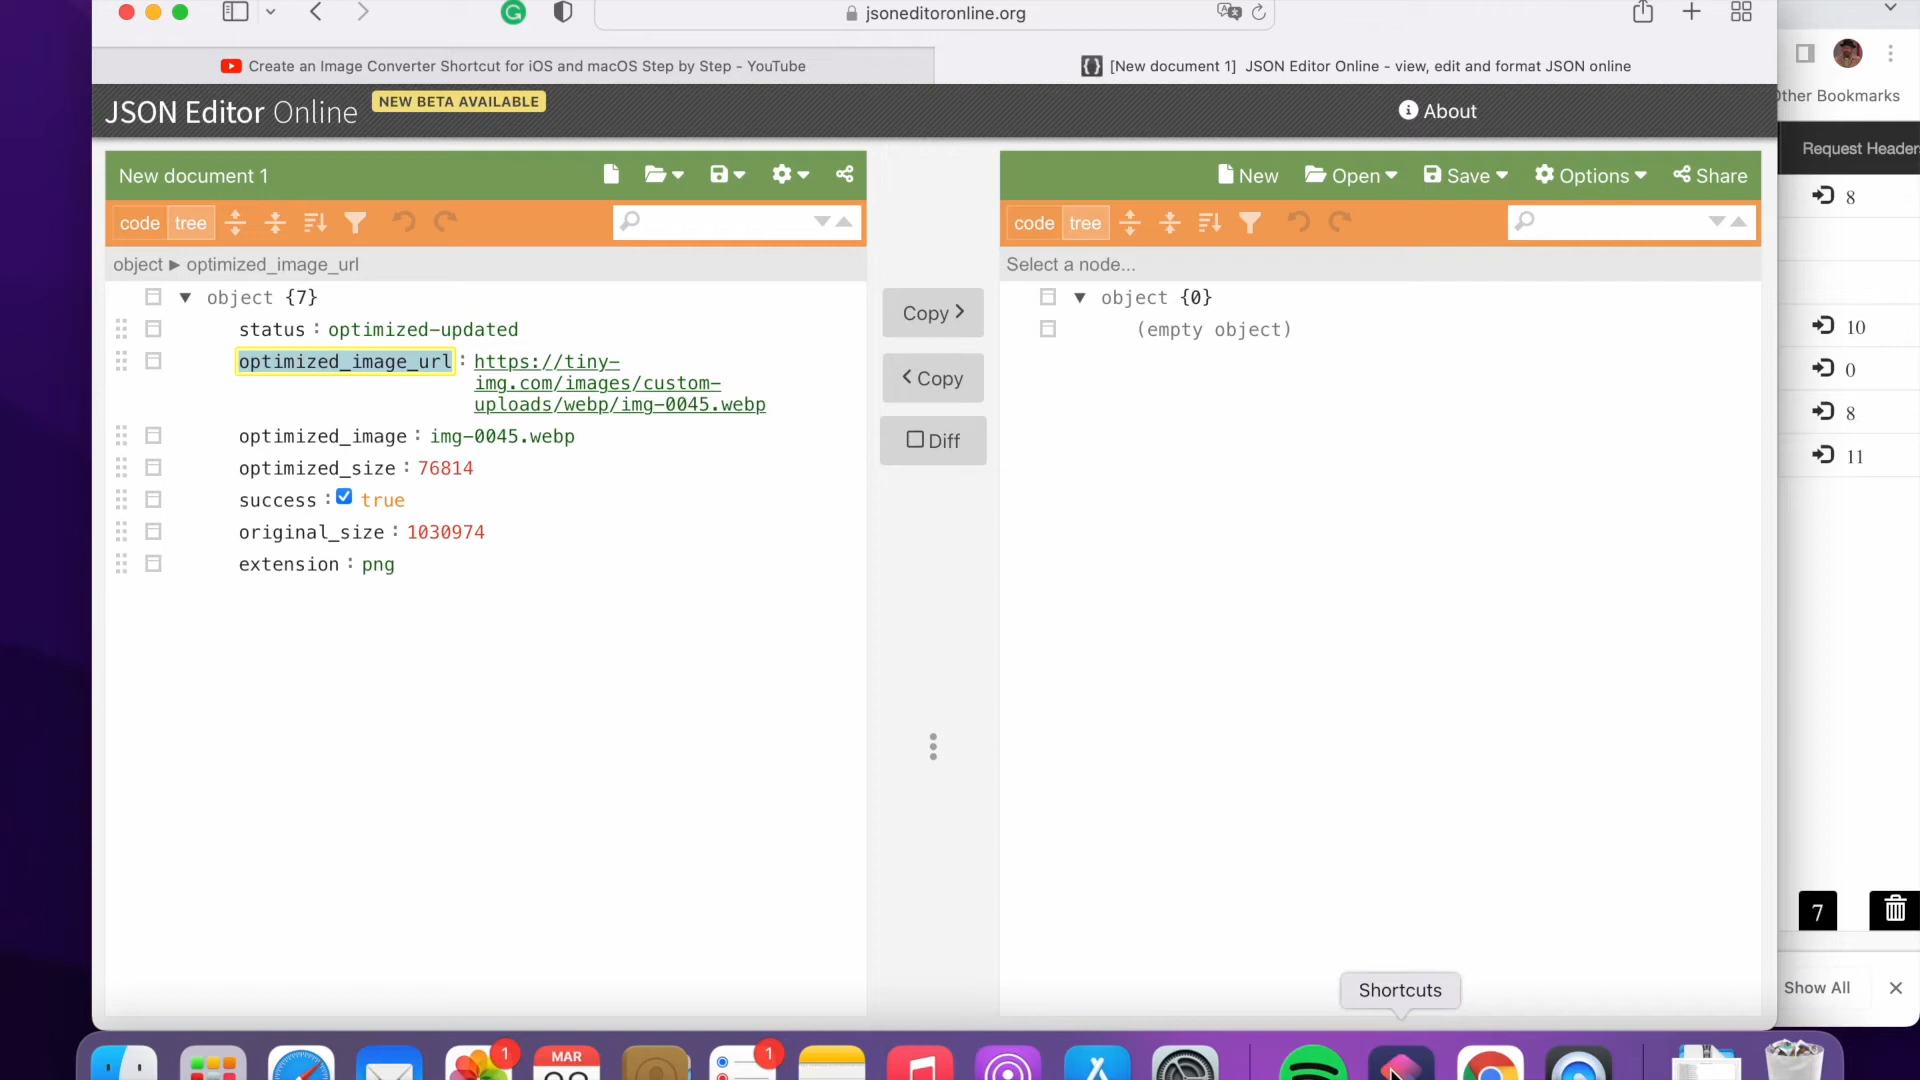 jsoneditoronline.org
Create an Image Converter Shortcut for iOS and macOS Step by Step - YouTube
[New document 1] JSON Editor Online - view, edit and format JSON online
ther Bookmarks
JSON Editor Online
NEW BETA AVAILABLE
About
Request Header
New document 1
New
Open
Save
Options
Share
8
code
tree
code
tree
object ▶ optimized_image_url
Select a node...
▼ object {7}
▼ object {0}
status : optimized-updated
(empty object)
optimized_image_url : https://tiny-
img.com/images/custom-
uploads/webp/img-0045.webp
optimized_image : img-0045.webp
optimized_size : 76814
success : true
original_size : 1030974
extension : png
Copy >
< Copy
Diff
10
0
8
11
7
Show All
Shortcuts
1
MAR
1